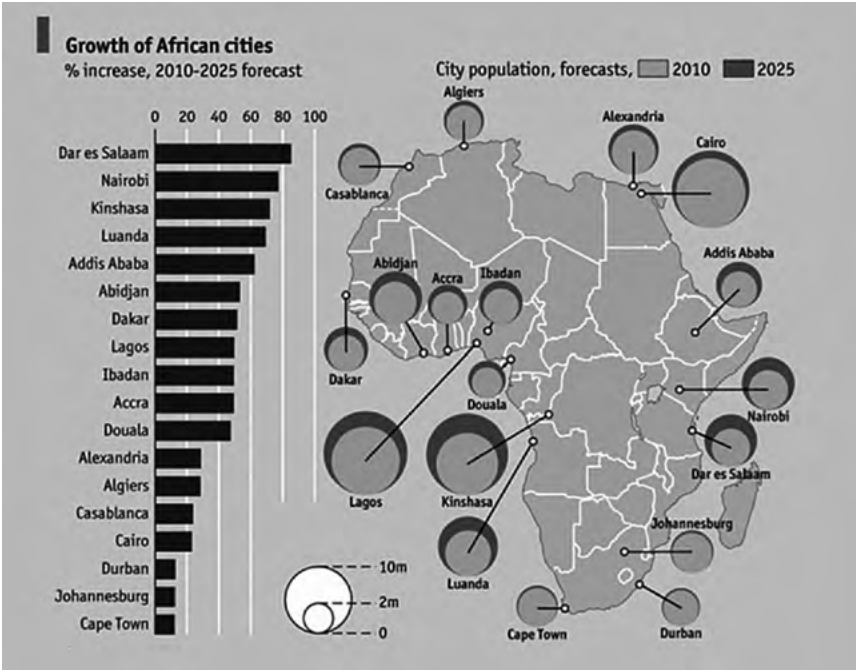 Growth of African cities
% increase, 2010-2025 forecast
0 20 40 60 80 100
Dar es Salaam
Nairobi
Kinshasa
Luanda
Addis Ababa
Abidjan
Dakar
Lagos
Ibadan
Accra
Douala
Alexandria
Algiers
Casablanca
Cairo
Durban
Johannesburg
Cape Town
City population, forecasts, 2010 2025
Algiers
Alexandria
Cairo
Casablanca
Addis Ababa
Abidjan
Accra
Ibadan
Dakar
Douala
Nairobi
Lagos
Kinshasa
Dar es Salaam
Johannesburg
Luanda
Cape Town
Durban
10m
2m
0